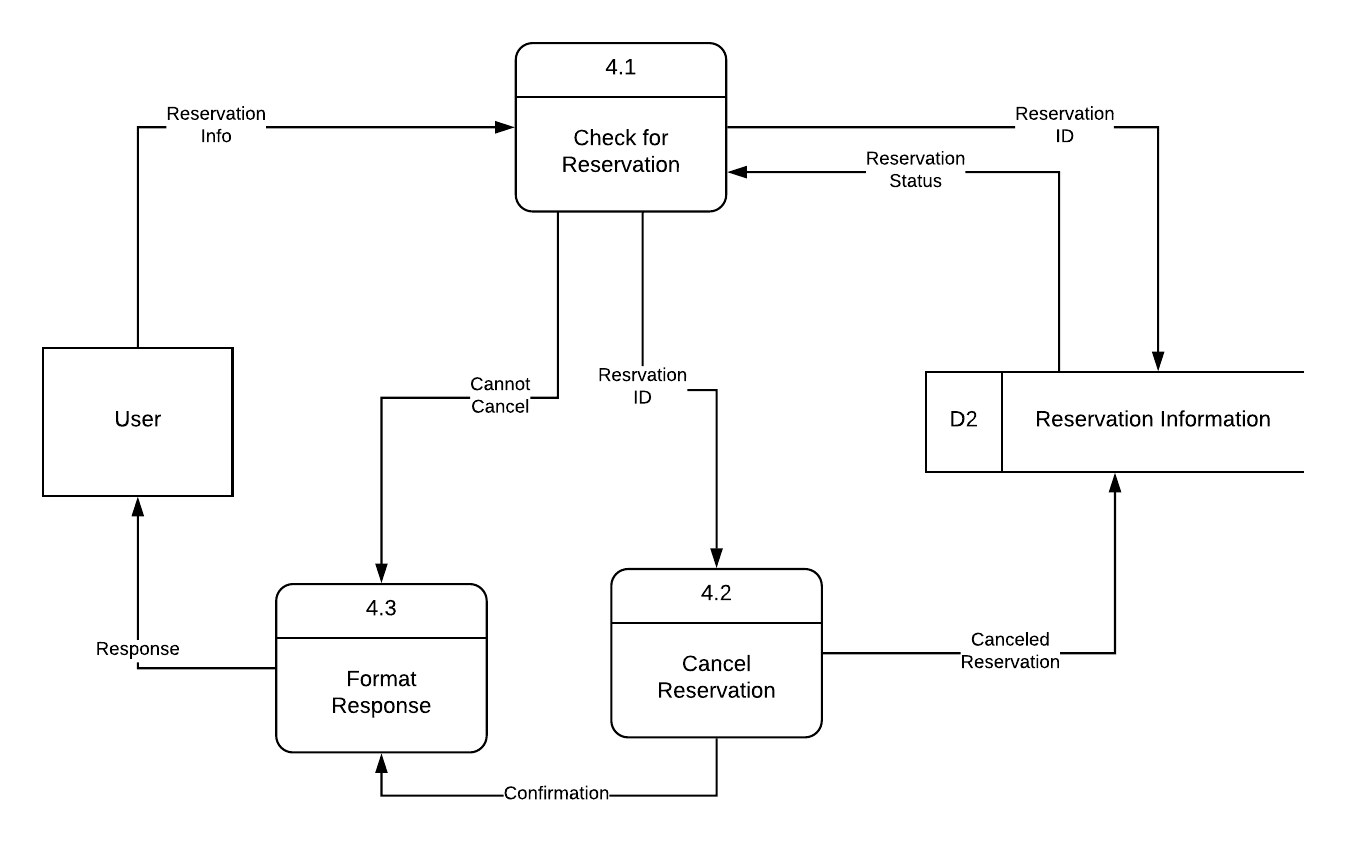 4.1
Check for
Reservation
Reservation
Info
Reservation
ID
Reservation
Status
Cannot
Cancel
Resrvation
ID
User
D2
Reservation Information
4.3
Format
Response
4.2
Cancel
Reservation
Response
Canceled
Reservation
Confirmation